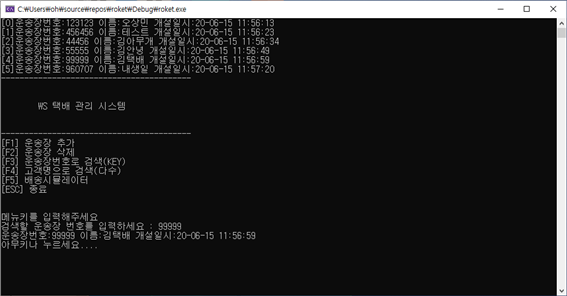 C:₩Users₩oh₩source₩repos₩roket₩Debug₩roket.exe
[0]운송장번호:123123 이름:오상민 개설일시:20-06-15 11:56:13
[1]운송장번호:456456 이름:테스트 개설일시:20-06-15 11:56:23
[2]운송장번호:44456 이름:김아무개 개설일시:20-06-15 11:56:34
[3]운송장번호:55555 이름:김안녕 개설일시:20-06-15 11:56:49
[4]운송장번호:99999 이름:김택배 개설일시:20-06-15 11:56:59
[5]운송장번호:960707 이름:내생일 개설일시:20-06-15 11:57:20
-----------------------------------------
WS 택배 관리 시스템
-----------------------------------------
[F1] 운송장 추가
[F2] 운송장 삭제
[F3] 운송장번호로 검색(KEY)
[F4] 고객명으로 검색(다수)
[F5] 배송시뮬레이터
[ESC] 종료
메뉴키를 입력해주세요
검색할 운송장 번호를 입력하세요 : 99999
운송장번호:99999 이름:김택배 개설일시:20-06-15 11:56:59
아무키나 누르세요....